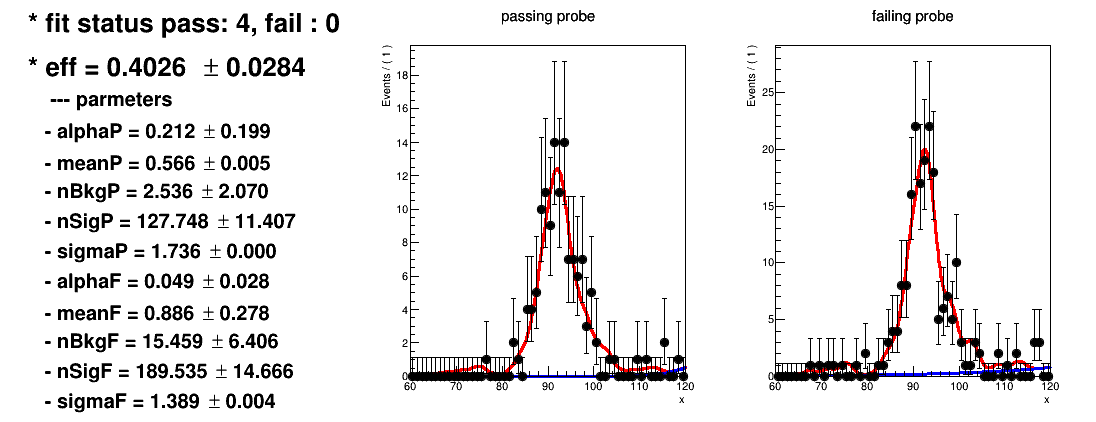 * fit status pass: 4, fail : 0
* eff = 0.4026 ± 0.0284
--- parmeters
- alphaP = 0.212 ± 0.199
- meanP = 0.566 ± 0.005
- nBkgP = 2.536 ± 2.070
- nSigP = 127.748 ± 11.407
- sigmaP = 1.736 ± 0.000
- alphaF = 0.049 ± 0.028
- meanF = 0.886 ± 0.278
- nBkgF = 15.459 ± 6.406
- nSigF = 189.535 ± 14.666
- sigmaF = 1.389 ± 0.004
passing probe
Events / ( 1 )
18
16
14
12
10
8
6
4
2
0
60 70 80 90 100 110 120
x
failing probe
Events / ( 1 )
25
20
15
10
5
0
60 70 80 90 100 110 120
x